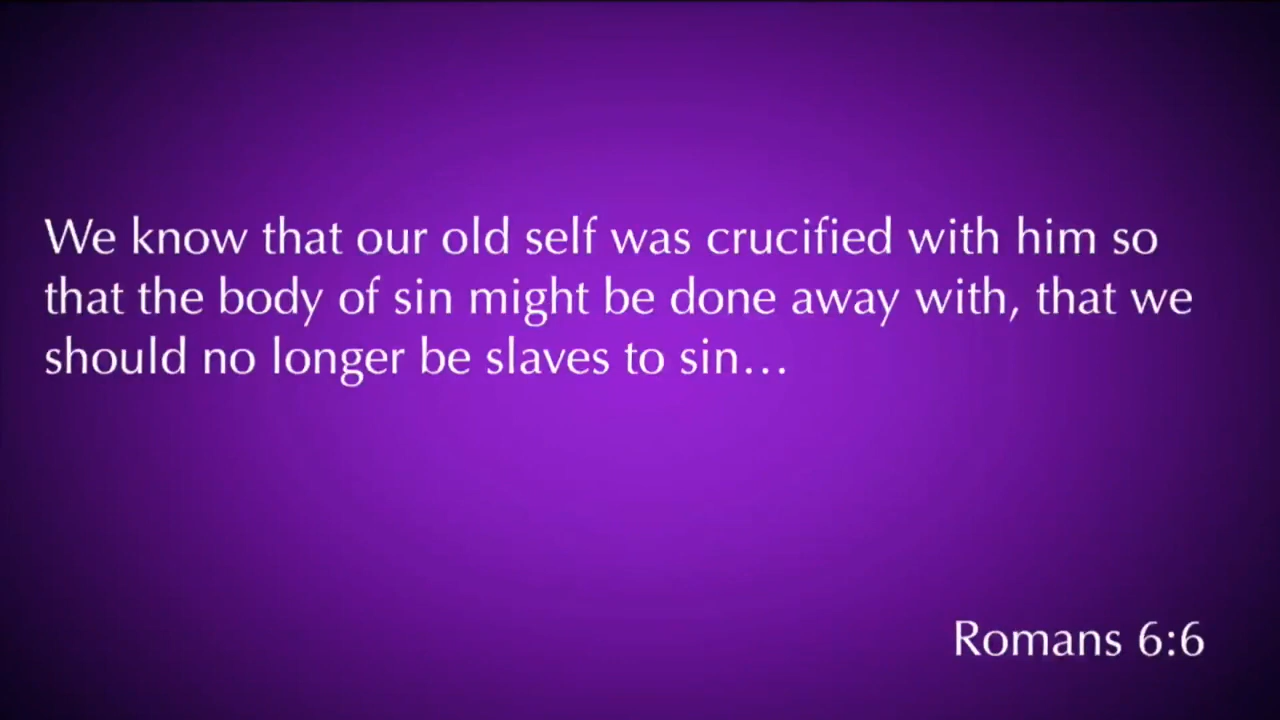 We know that our old self was crucified with him so
that the body of sin might be done away with, that we
should no longer be slaves to sin…
Romans 6:6